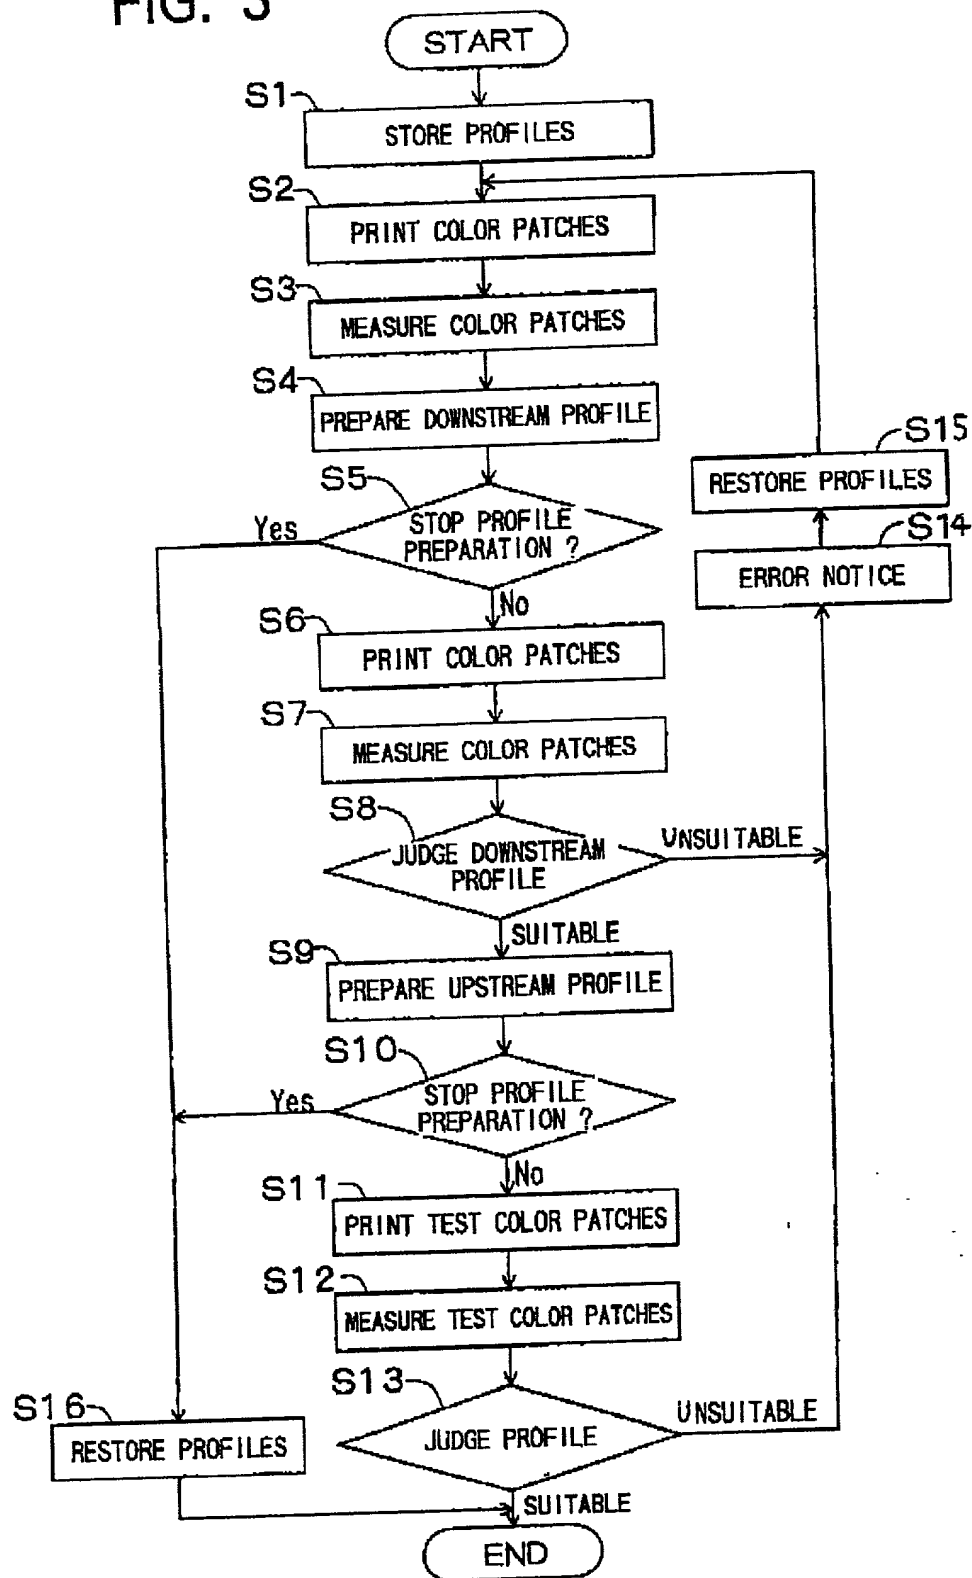 FIG. 3
START
S1
STORE PROFILES
S2
PRINT COLOR PATCHES
S3
MEASURE COLOR PATCHES
S4
PREPARE DOWNSTREAM PROFILE
S5
STOP PROFILE
PREPARATION ?
Yes
No
S15
RESTORE PROFILES
S14
ERROR NOTICE
S6
PRINT COLOR PATCHES
S7
MEASURE COLOR PATCHES
S8
JUDGE DOWNSTREAM
PROFILE
UNSUITABLE
SUITABLE
S9
PREPARE UPSTREAM PROFILE
S10
STOP PROFILE
PREPARATION ?
Yes
No
S11
PRINT TEST COLOR PATCHES
S12
MEASURE TEST COLOR PATCHES
S13
JUDGE PROFILE
UNSUITABLE
S16
RESTORE PROFILES
SUITABLE
END